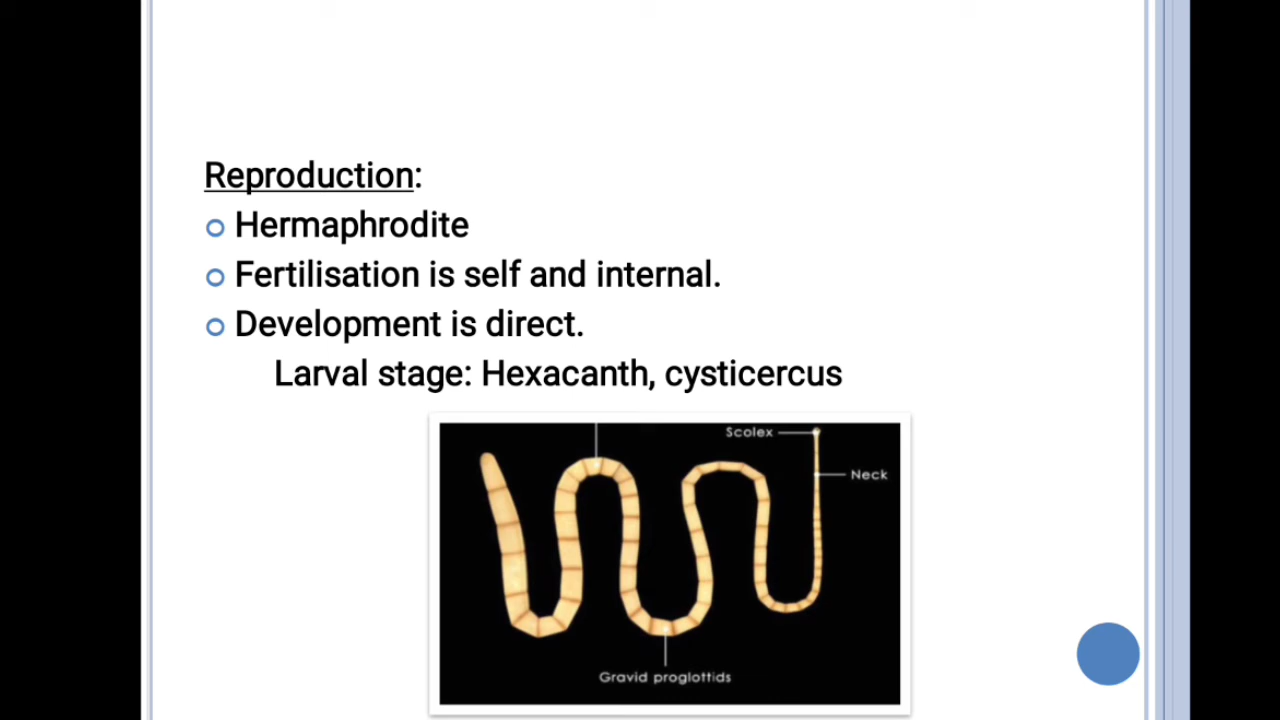 Reproduction:
Hermaphrodite
Fertilisation is self and internal.
Development is direct.
Larval stage: Hexacanth, cysticercus
Scolex
Neck
Gravid proglottids